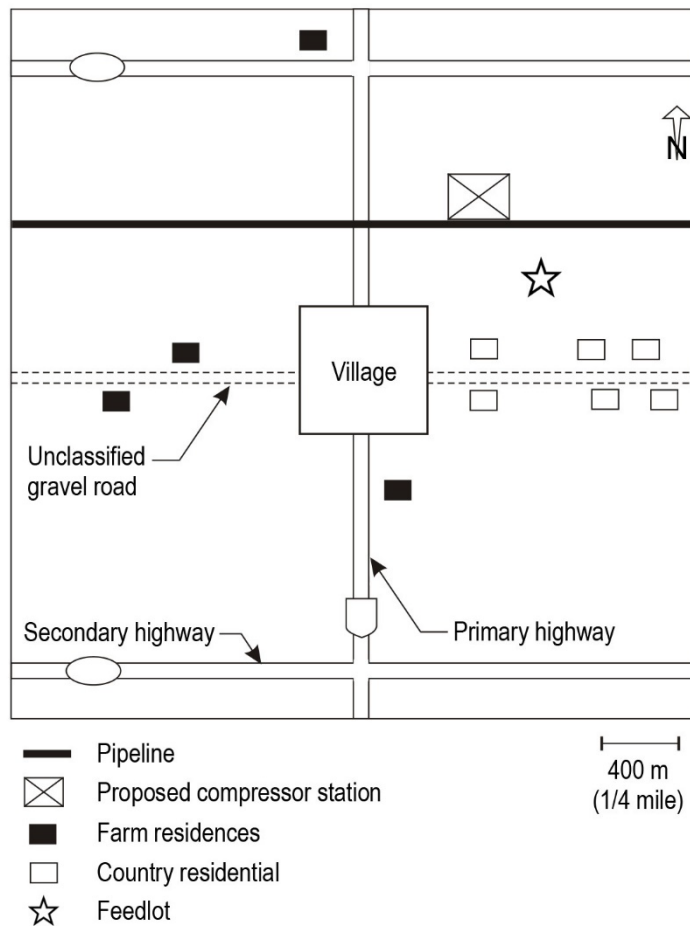 N
Village
Unclassified
gravel road
Secondary highway
Primary highway
Pipeline
Proposed compressor station
Farm residences
Country residential
Feedlot
400 m
(1/4 mile)